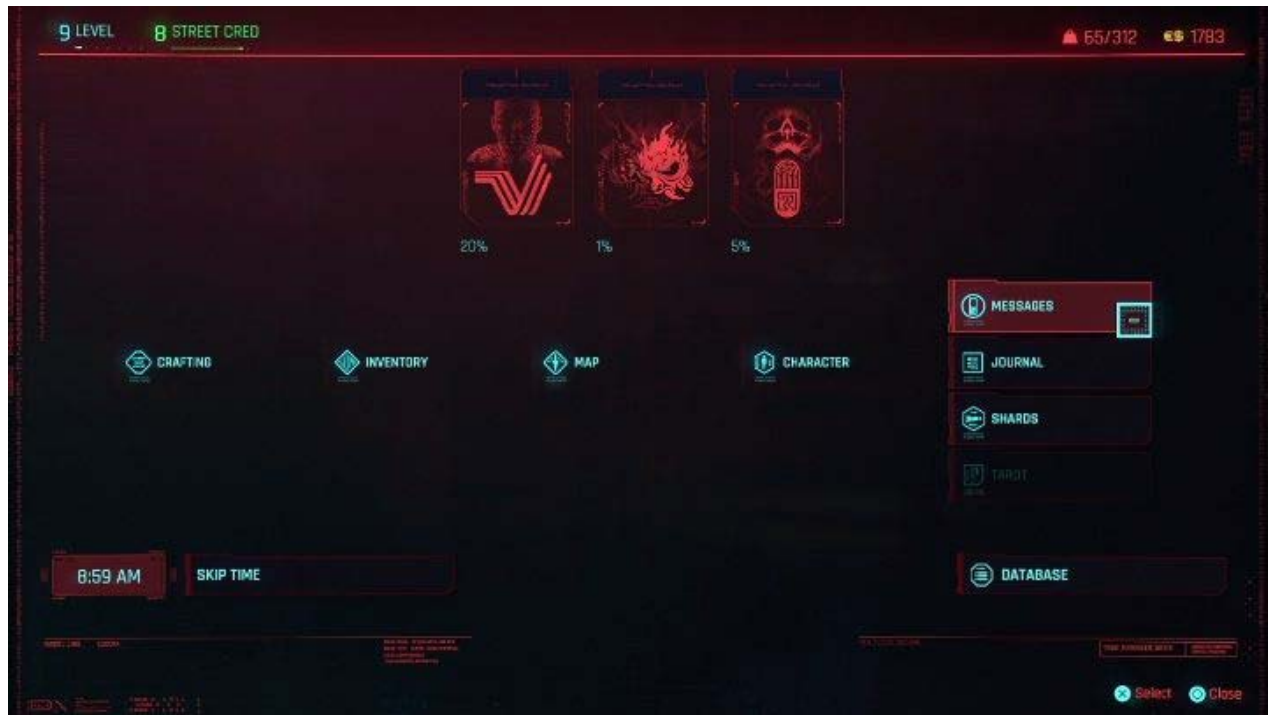 9 LEVEL
8 STREET CRED
65/312
€$ 1783
20%
1%
5%
MESSAGES
CRAFTING
INVENTORY
MAP
CHARACTER
JOURNAL
SHARDS
TAROT
8:59 AM
SKIP TIME
DATABASE
Select
Close